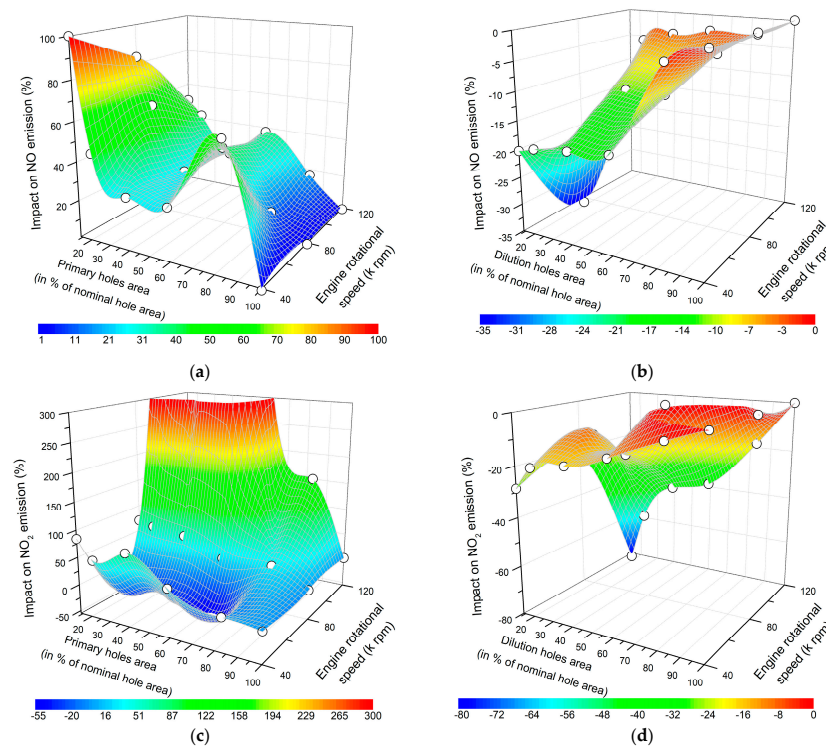 100
80
60
40
20
Impact on NO emission (%)
20
30
40
50
60
70
80
90
100
Primary holes area
(in % of nominal hole area)
40
80
120
Engine rotational
speed (k rpm)
1 11 21 31 40 50 60 70 80 90 100
(a)
0
-5
-10
-15
-20
-25
-30
-35
Impact on NO emission (%)
20
30
40
50
60
70
80
90
100
Dilution holes area
(in % of nominal hole area)
40
80
120
Engine rotational
speed (k rpm)
-35 -31 -28 -24 -21 -17 -14 -10 -7 -3 0
(b)
300
250
200
150
100
50
0
-50
Impact on NO2 emission (%)
20
30
40
50
60
70
80
90
100
Primary holes area
(in % of nominal hole area)
40
80
120
Engine rotational
speed (k rpm)
-55 -20 16 51 87 122 158 194 229 265 300
(c)
0
-20
-40
-60
-80
Impact on NO2 emission (%)
20
30
40
50
60
70
80
90
100
Dilution holes area
(in % of nominal hole area)
40
80
120
Engine rotational
speed (k rpm)
-80 -72 -64 -56 -48 -40 -32 -24 -16 -8 0
(d)